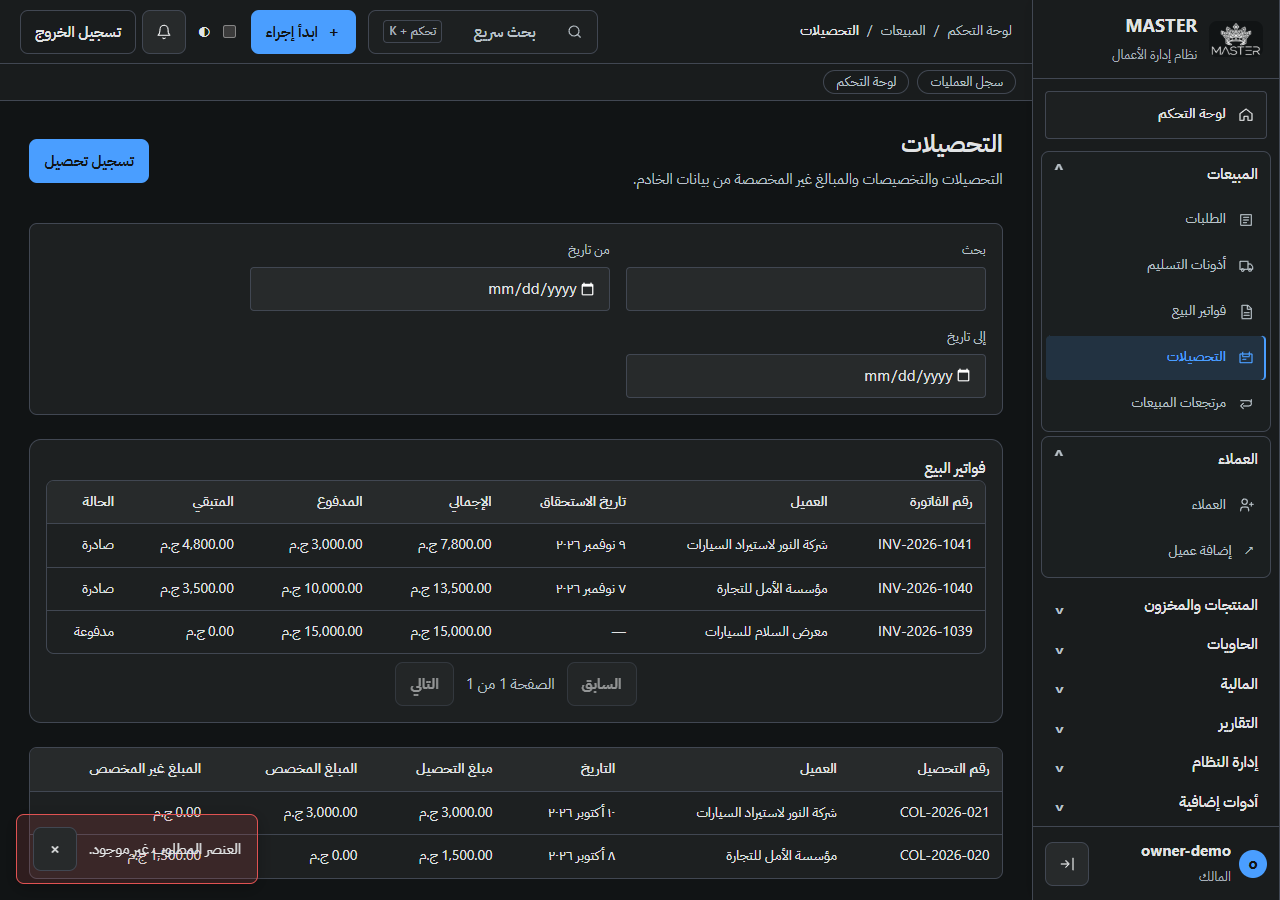 MASTER
نظام إدارة الأعمال
MASTER
لوحة التحكم / المبيعات / التحصيلات
بحث سريع
تحكم + K
+ ابدأ إجراء
تسجيل الخروج
سجل العمليات
لوحة التحكم
لوحة التحكم
المبيعات
الطلبات
أذونات التسليم
فواتير البيع
التحصيلات
مرتجعات المبيعات
العملاء
العملاء
إضافة عميل
المنتجات والمخزون
الحاويات
المالية
التقارير
إدارة النظام
أدوات إضافية
owner-demo
المالك
o
التحصيلات
التحصيلات والتخصيصات والمبالغ غير المخصصة من بيانات الخادم.
تسجيل تحصيل
بحث
من تاريخ
mm/dd/yyyy
إلى تاريخ
mm/dd/yyyy
فواتير البيع
رقم الفاتورة العميل تاريخ الاستحقاق الإجمالي المدفوع المتبقي الحالة
INV-2026-1041 شركة النور لاستيراد السيارات ٩ نوفمبر ٢٠٢٦ 7,800.00 ج.م 3,000.00 ج.م 4,800.00 ج.م صادرة
INV-2026-1040 مؤسسة الأمل للتجارة ٧ نوفمبر ٢٠٢٦ 13,500.00 ج.م 10,000.00 ج.م 3,500.00 ج.م صادرة
INV-2026-1039 معرض السلام للسيارات — 15,000.00 ج.م 15,000.00 ج.م 0.00 ج.م مدفوعة
السابق الصفحة 1 من 1 التالي
رقم التحصيل العميل التاريخ مبلغ التحصيل المبلغ المخصص المبلغ غير المخصص
COL-2026-021 شركة النور لاستيراد السيارات ١٠ أكتوبر ٢٠٢٦ 3,000.00 ج.م 3,000.00 ج.م 0.00 ج.م
COL-2026-020 مؤسسة الأمل للتجارة ٨ أكتوبر ٢٠٢٦ 1,500.00 ج.م 0.00 ج.م 1,500.00 ج.م
العنصر المطلوب غير موجود.
×